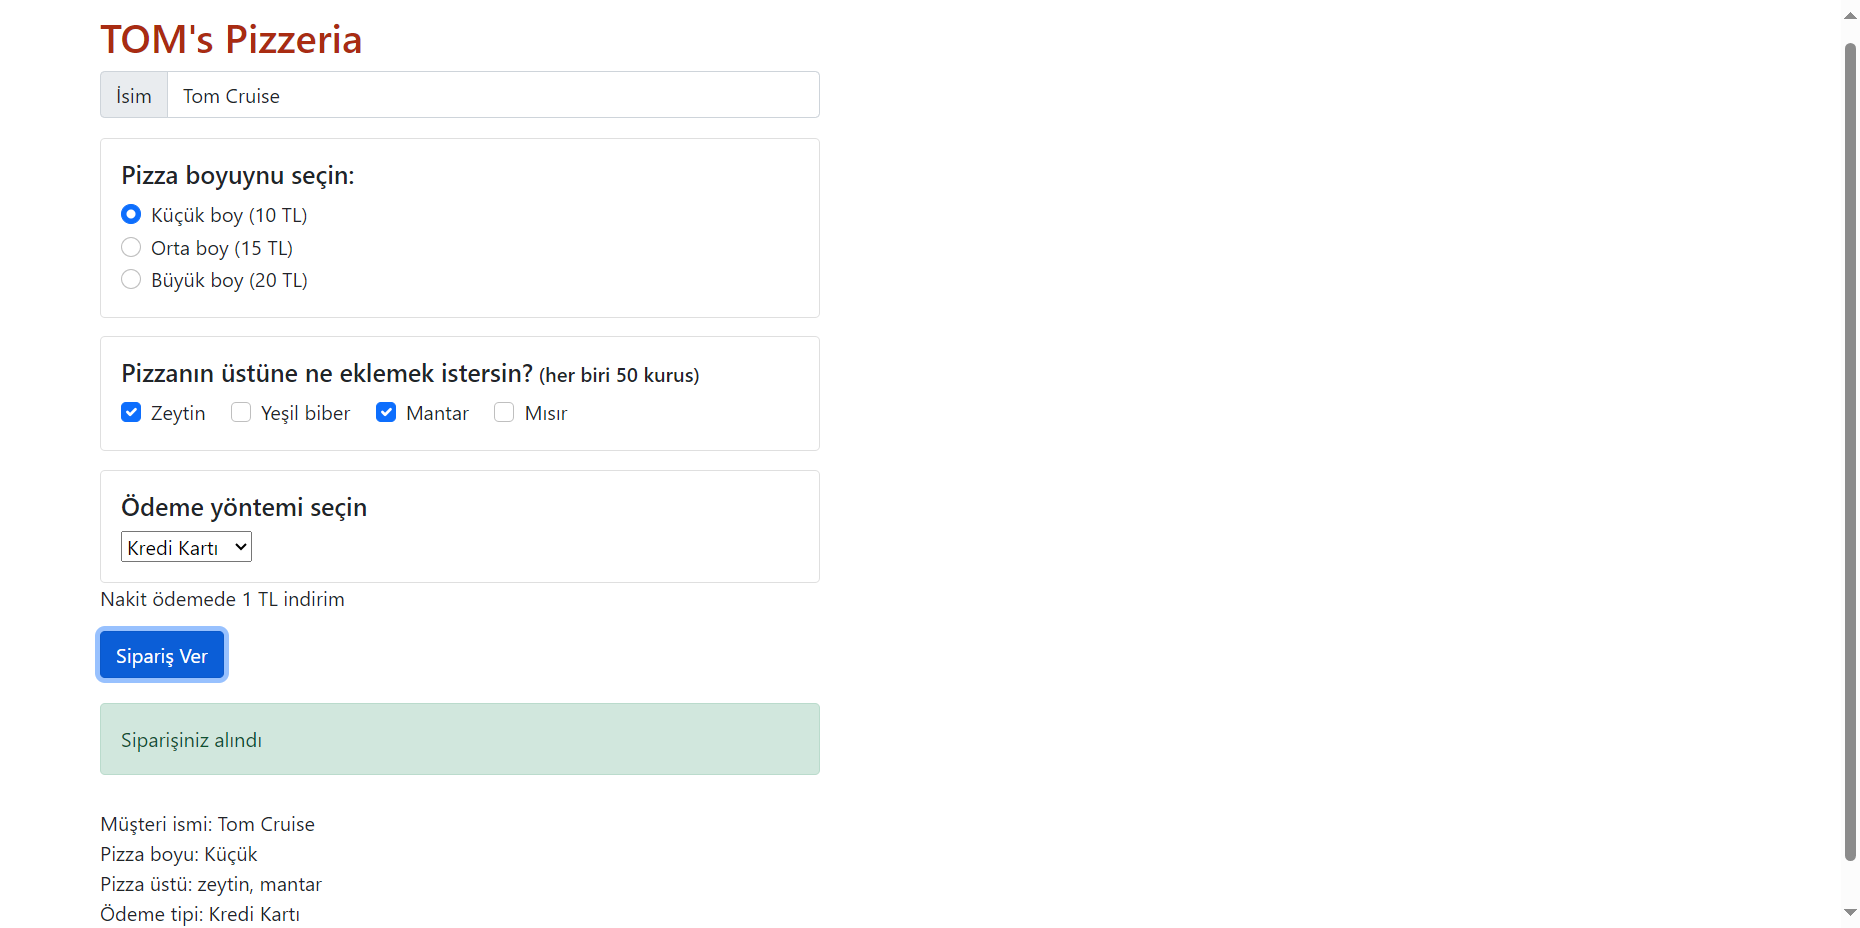 TOM's Pizzeria
İsim Tom Cruise
Pizza boyuynu seçin:
Küçük boy (10 TL)
Orta boy (15 TL)
Büyük boy (20 TL)
Pizzanın üstüne ne eklemek istersin? (her biri 50 kurus)
Zeytin Yeşil biber Mantar Mısır
Ödeme yöntemi seçin
Kredi Kartı
Nakit ödemede 1 TL indirim
Sipariş Ver
Siparişiniz alındı
Müşteri ismi: Tom Cruise
Pizza boyu: Küçük
Pizza üstü: zeytin, mantar
Ödeme tipi: Kredi Kartı